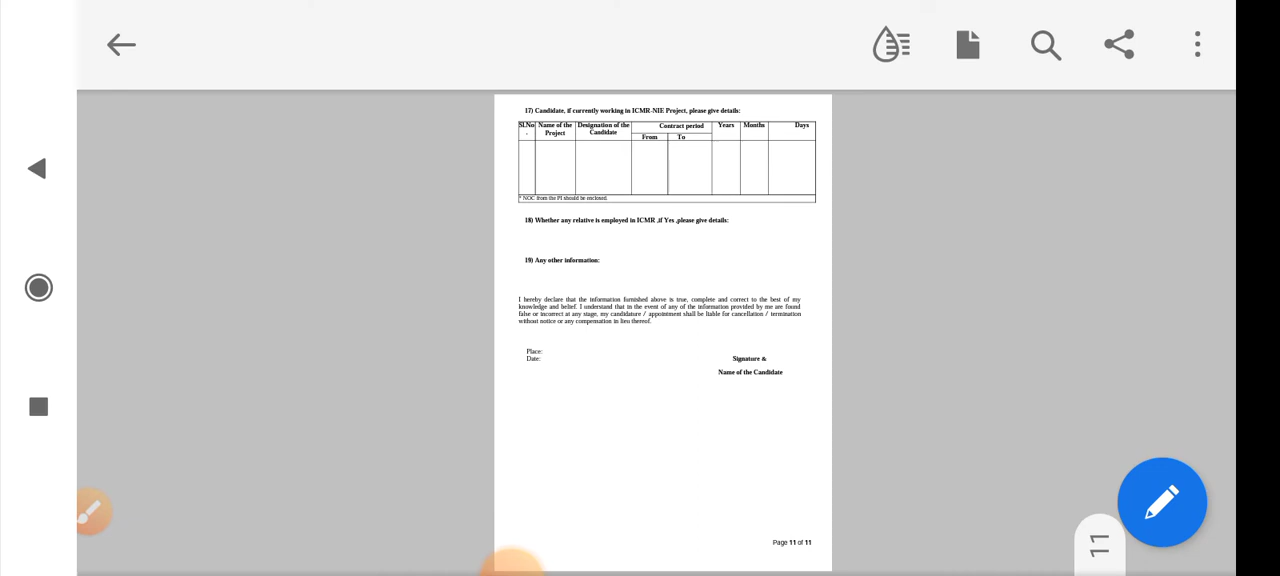 17) Candidate, if currently working in ICMR-NIE Project, please give details:
Sl.No Name of the Designation of the Contract period Years Months Days
. Project Candidate
From To
* NOC from the PI should be enclosed.
18) Whether any relative is employed in ICMR ,if Yes ,please give details:
19) Any other information:
I hereby declare that the information furnished above is true, complete and correct to the best of my
knowledge and belief. I understand that in the event of any of the information provided by me are found
false or incorrect at any stage, my candidature / appointment shall be liable for cancellation / termination
without notice or any compensation in lieu thereof.
Place:
Date:
Signature &
Name of the Candidate
Page 11 of 11
11